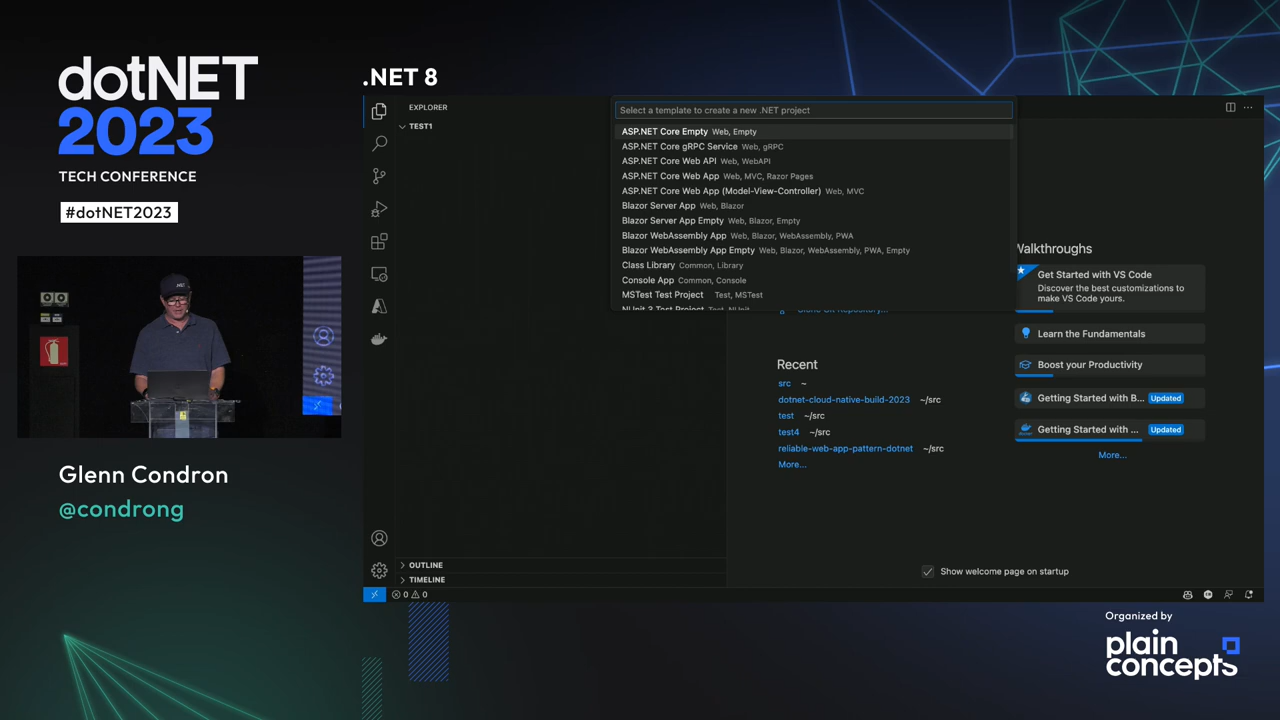 dotNET
2023
TECH CONFERENCE
#dotNET2023
Glenn Condron
@condrong
.NET 8
EXPLORER
TEST1
OUTLINE
TIMELINE
0 0
Select a template to create a new .NET project
ASP.NET Core Empty Web, Empty
ASP.NET Core gRPC Service Web, gRPC
ASP.NET Core Web API Web, WebAPI
ASP.NET Core Web App Web, MVC, Razor Pages
ASP.NET Core Web App (Model-View-Controller) Web, MVC
Blazor Server App Web, Blazor
Blazor Server App Empty Web, Blazor, Empty
Blazor WebAssembly App Web, Blazor, WebAssembly, PWA
Blazor WebAssembly App Empty Web, Blazor, WebAssembly, PWA, Empty
Class Library Common, Library
Console App Common, Console
MSTest Test Project Test, MSTest
NUnit 3 Test Project Test, NUnit
Recent
src ~
dotnet-cloud-native-build-2023 ~/src
test ~/src
test4 ~/src
reliable-web-app-pattern-dotnet ~/src
More...
Walkthroughs
Get Started with VS Code
Discover the best customizations to
make VS Code yours.
Learn the Fundamentals
Boost your Productivity
Getting Started with B... Updated
Getting Started with ... Updated
More...
Show welcome page on startup
Organized by
plain
concepts